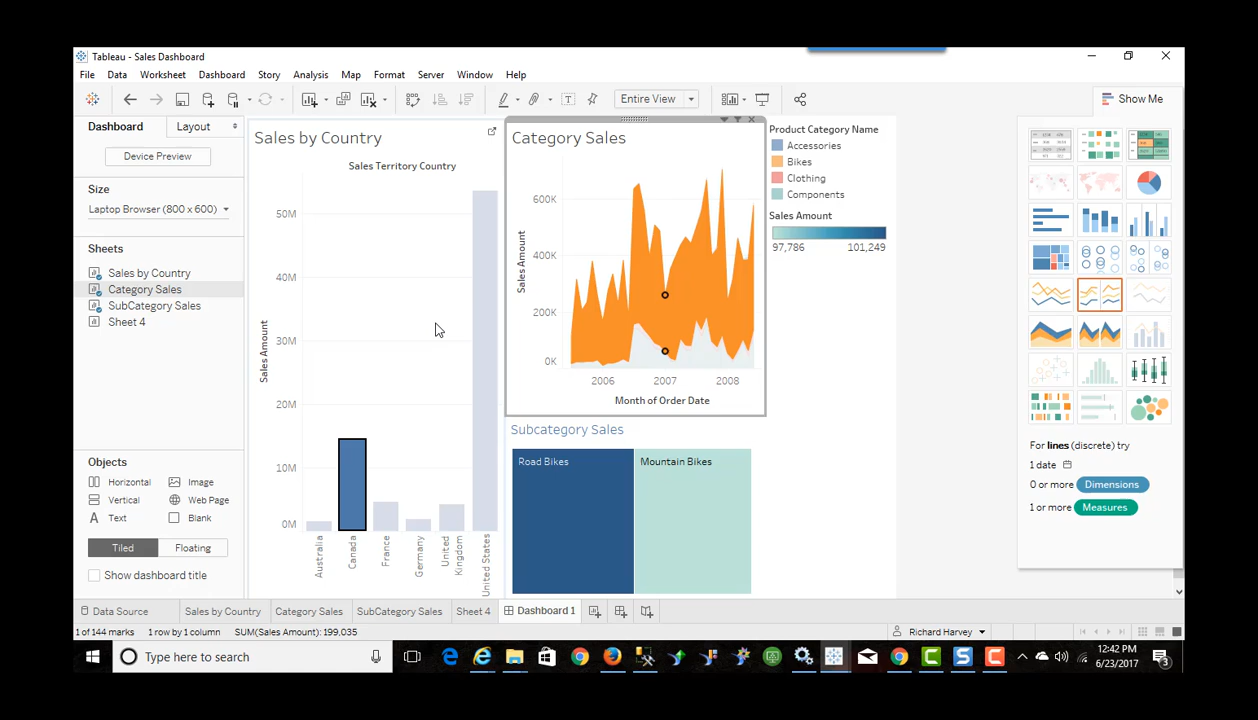 Tableau - Sales Dashboard
File Data Worksheet Dashboard Story Analysis Map Format Server Window Help
Entire View
Show Me
Dashboard Layout
Device Preview
Size
Laptop Browser (800 x 600)
Sheets
Sales by Country
Category Sales
SubCategory Sales
Sheet 4
Objects
Horizontal Image
Vertical Web Page
Text Blank
Tiled Floating
Show dashboard title
Sales by Country
Sales Territory Country
50M
40M
30M
20M
10M
0M
Sales Amount
Australia
Canada
France
Germany
United
Kingdom
United States
Category Sales
600K
400K
200K
0K
Sales Amount
2006 2007 2008
Month of Order Date
Subcategory Sales
Road Bikes Mountain Bikes
Product Category Name
Accessories
Bikes
Clothing
Components
Sales Amount
97,786 101,249
For lines (discrete) try
1 date
0 or more Dimensions
1 or more Measures
Data Source Sales by Country Category Sales SubCategory Sales Sheet 4 Dashboard 1
1 of 144 marks 1 row by 1 column SUM(Sales Amount): 199,035
Richard Harvey
Type here to search
12:42 PM
6/23/2017
3